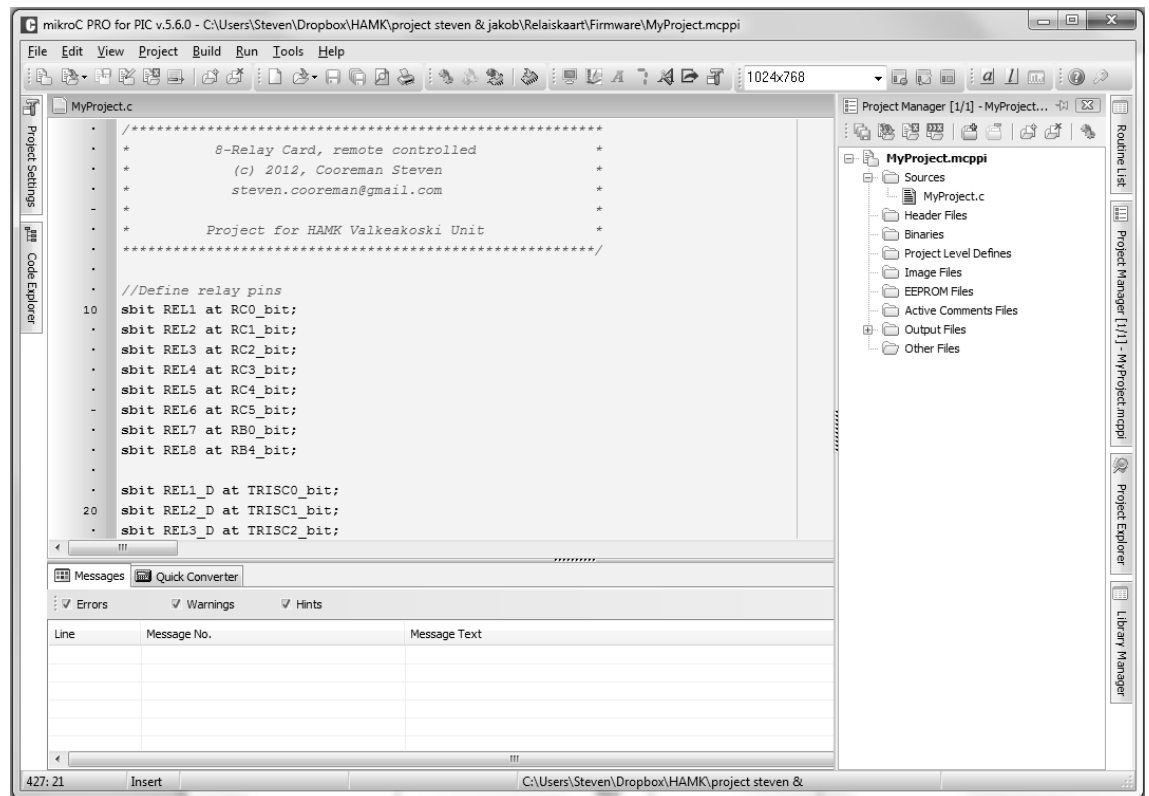 mikroC PRO for PIC v.5.6.0 - C:\Users\Steven\Dropbox\HAMK\project steven & jakob\Relaiskaart\Firmware\MyProject.mcppi
File Edit View Project Build Run Tools Help
1024x768
MyProject.c
/*********************************************************
* 8-Relay Card, remote controlled *
* (c) 2012, Cooreman Steven *
* steven.cooreman@gmail.com *
* *
* Project for HAMK Valkeakoski Unit *
*********************************************************/
//Define relay pins
10 sbit REL1 at RC0_bit;
sbit REL2 at RC1_bit;
sbit REL3 at RC2_bit;
sbit REL4 at RC3_bit;
sbit REL5 at RC4_bit;
sbit REL6 at RC5_bit;
sbit REL7 at RB0_bit;
sbit REL8 at RB4_bit;
sbit REL1_D at TRISC0_bit;
20 sbit REL2_D at TRISC1_bit;
sbit REL3_D at TRISC2_bit;
Project Settings
Code Explorer
Messages Quick Converter
Errors Warnings Hints
Line Message No. Message Text
Project Manager [1/1] - MyProject...
MyProject.mcppi
Sources
MyProject.c
Header Files
Binaries
Project Level Defines
Image Files
EEPROM Files
Active Comments Files
Output Files
Other Files
Routine List
Project Manager [1/1] - MyProject.mcppi
Project Explorer
Library Manager
427: 21 Insert C:\Users\Steven\Dropbox\HAMK\project steven &